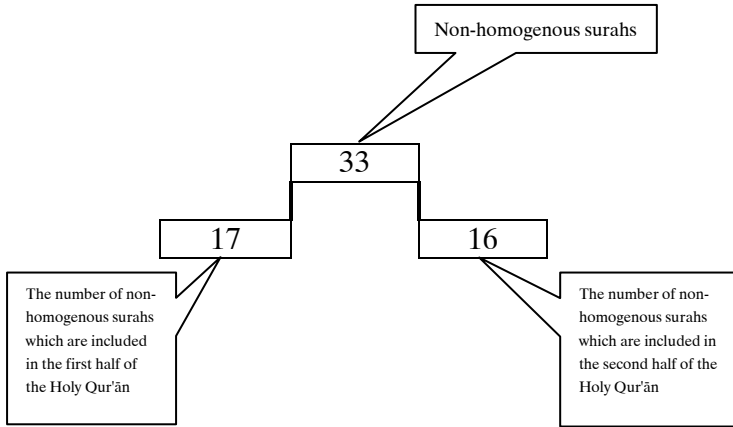 Non-homogenous surahs
33
17
16
The number of non-
homogenous surahs
which are included
in the first half of
the Holy Qur'ān
The number of non-
homogenous surahs
which are included in
the second half of the
Holy Qur'ān